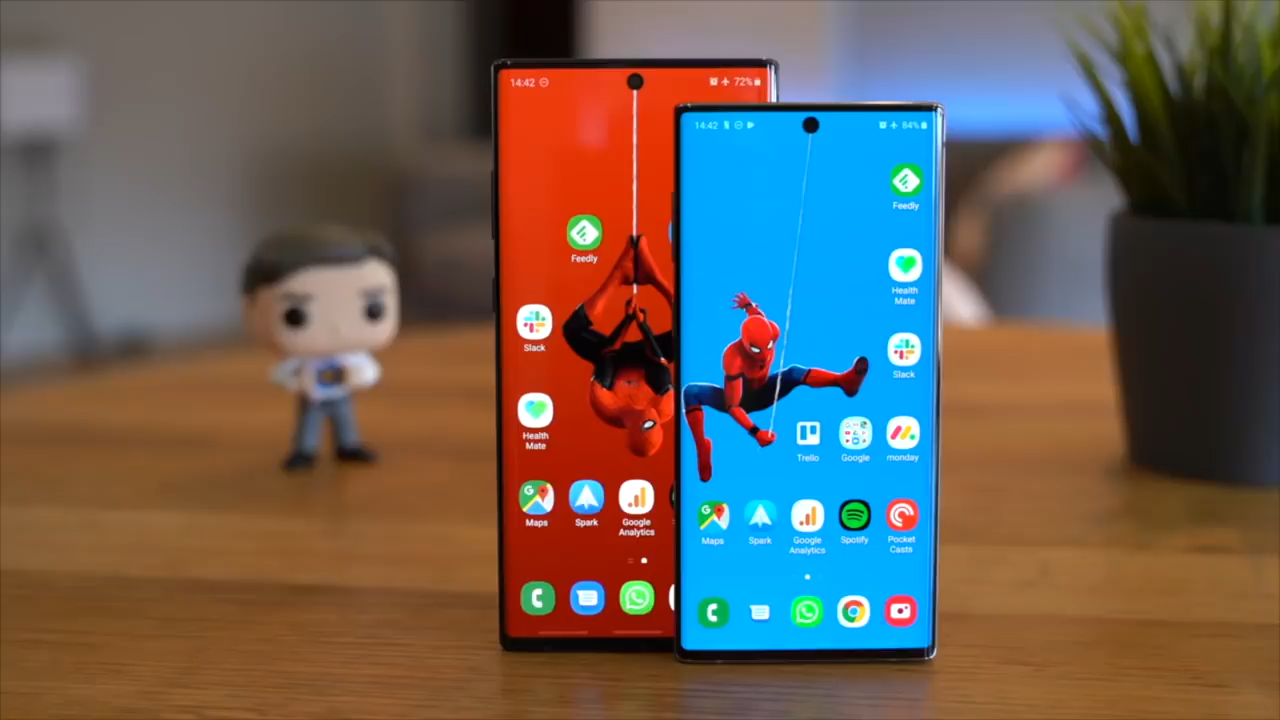 14:42
72%
Feedly
Slack
Health
Mate
Maps
Spark
Google
Analytics
14:42
84%
Feedly
Health
Mate
Slack
Trello
Google
monday
Maps
Spark
Google
Analytics
Spotify
Pocket
Casts